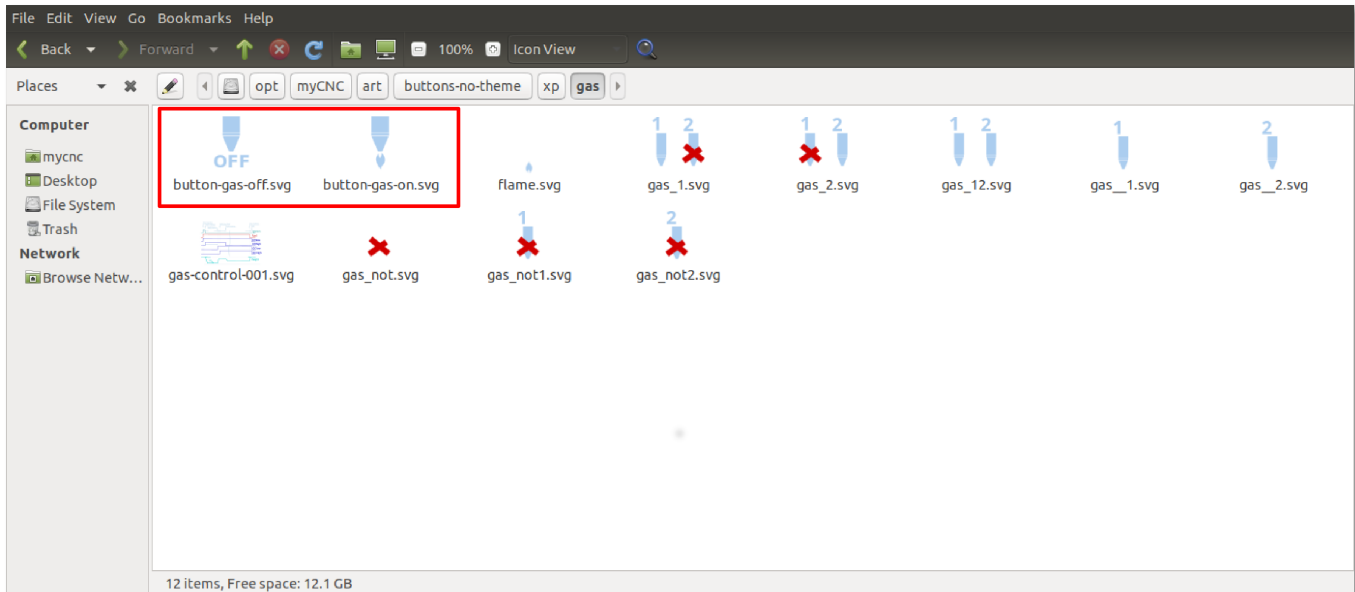 File Edit View Go Bookmarks Help
Back Forward 100% Icon View
Places opt myCNC art buttons-no-theme xp gas
Computer
mycnc
Desktop
File System
Trash
Network
Browse Netw...
OFF
1 2
1 2
1 2
1
2
button-gas-off.svg button-gas-on.svg flame.svg gas_1.svg gas_2.svg gas_12.svg gas__1.svg gas__2.svg
1
2
gas-control-001.svg gas_not.svg gas_not1.svg gas_not2.svg
12 items, Free space: 12.1 GB